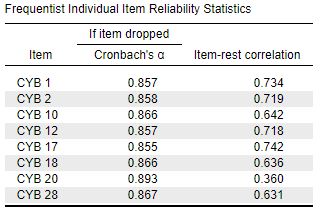 Frequentist Individual Item Reliability Statistics
If item dropped
Item Cronbach's α Item-rest correlation
CYB 1 0.857 0.734
CYB 2 0.858 0.719
CYB 10 0.866 0.642
CYB 12 0.857 0.718
CYB 17 0.855 0.742
CYB 18 0.866 0.636
CYB 20 0.893 0.360
CYB 28 0.867 0.631